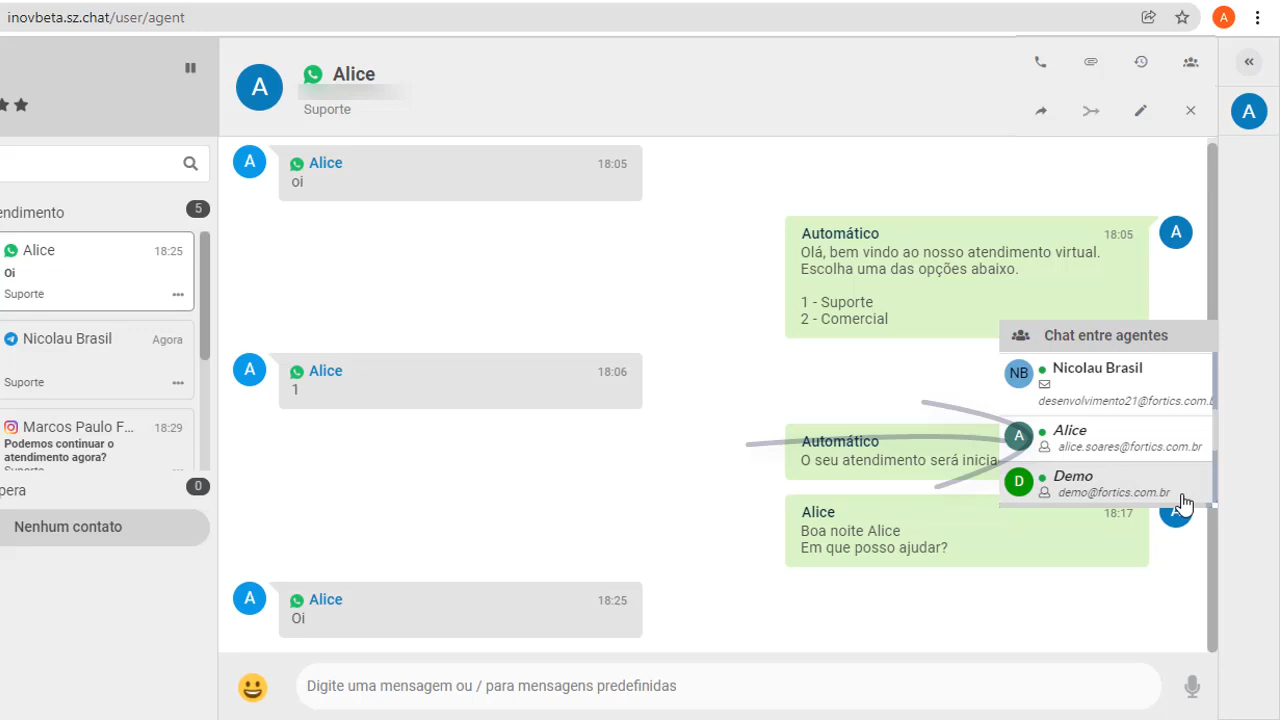 inovbeta.sz.chat/user/agent
A
A
Alice
Suporte
A
endimento
5
Alice
18:25
Oi
Suporte
Nicolau Brasil
Agora
Suporte
Marcos Paulo F...
18:29
Podemos continuar o
atendimento agora?
pera
0
Nenhum contato
A
Alice
18:05
oi
Automático
18:05
A
Olá, bem vindo ao nosso atendimento virtual.
Escolha uma das opções abaixo.
1 - Suporte
2 - Comercial
A
Alice
18:06
1
Automático
O seu atendimento será inicia
Alice
18:17
A
Boa noite Alice
Em que posso ajudar?
A
Alice
18:25
Oi
Chat entre agentes
NB
Nicolau Brasil
desenvolvimento21@fortics.com.b
A
Alice
alice.soares@fortics.com.br
D
Demo
demo@fortics.com.br
Digite uma mensagem ou / para mensagens predefinidas